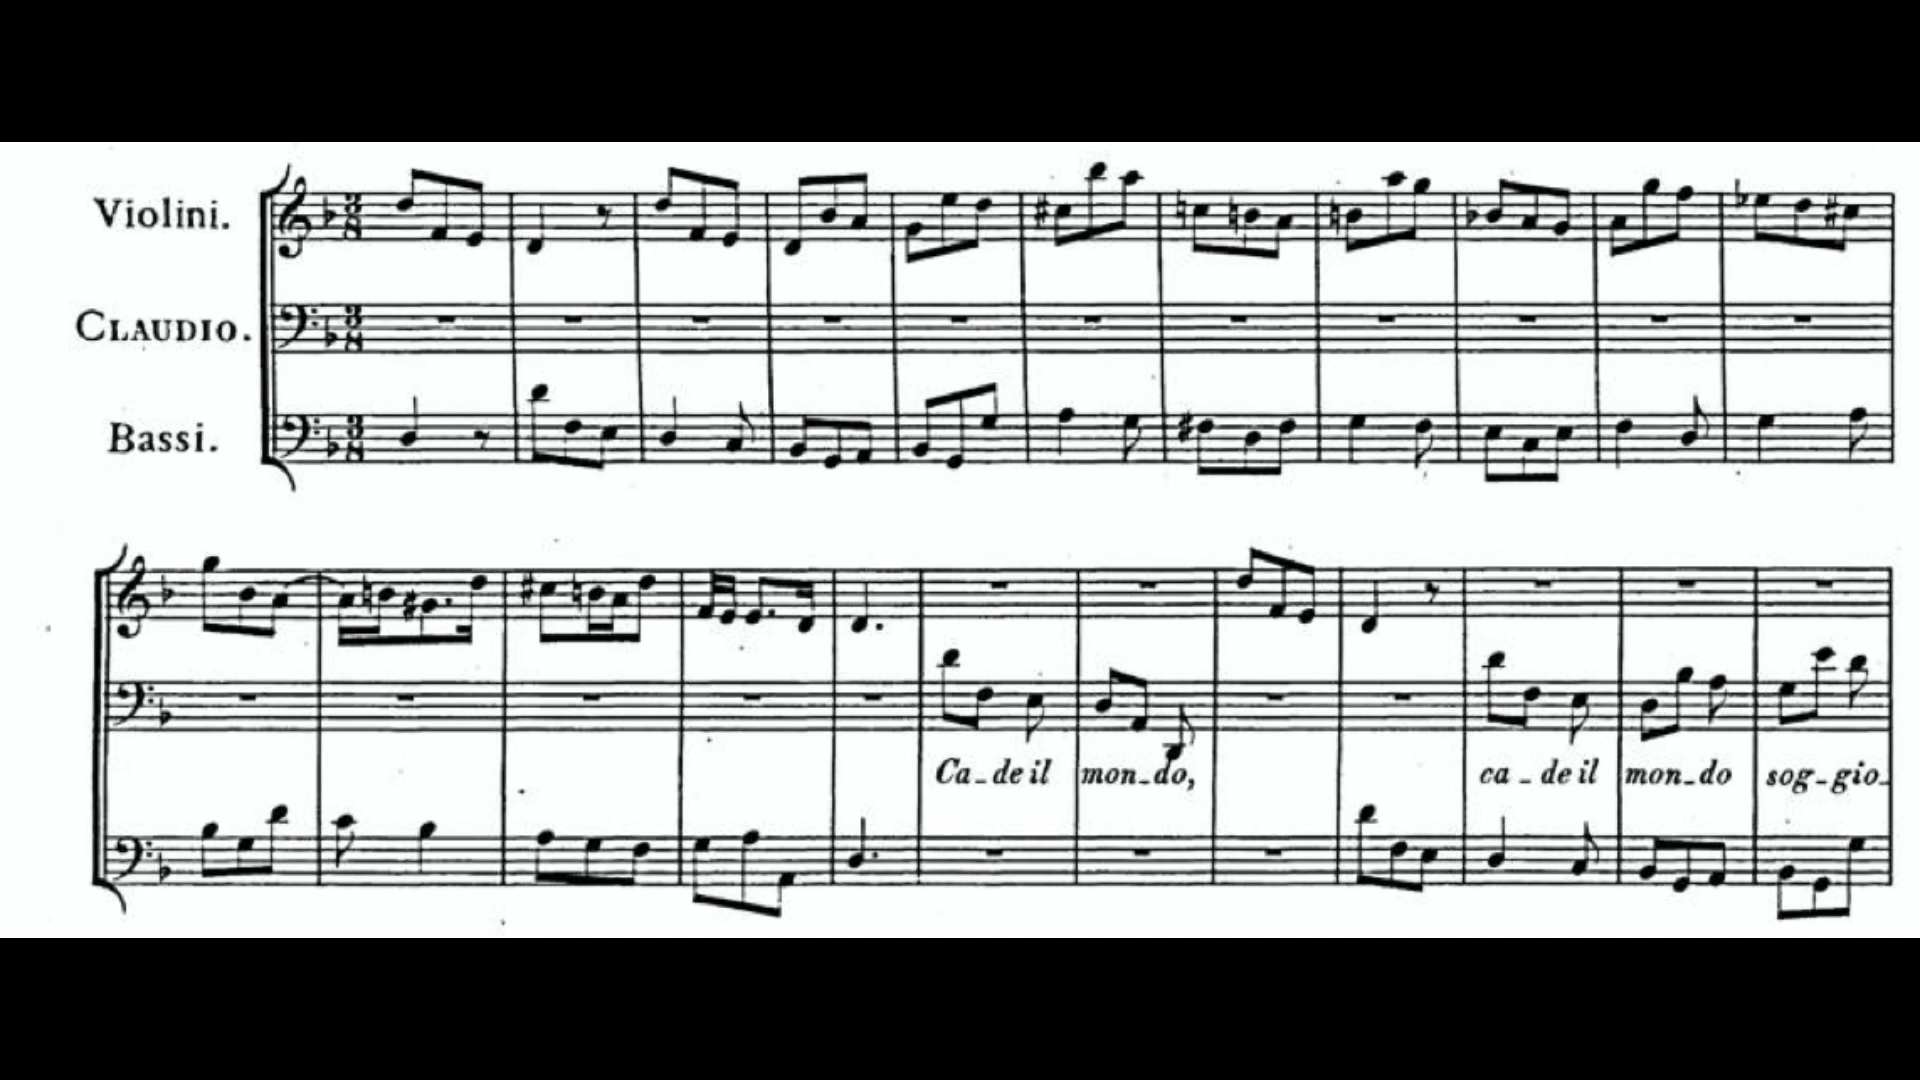 Violini.
CLAUDIO.
Bassi.
Ca_de il mon_do, ca_de il mon_do sog_gio_